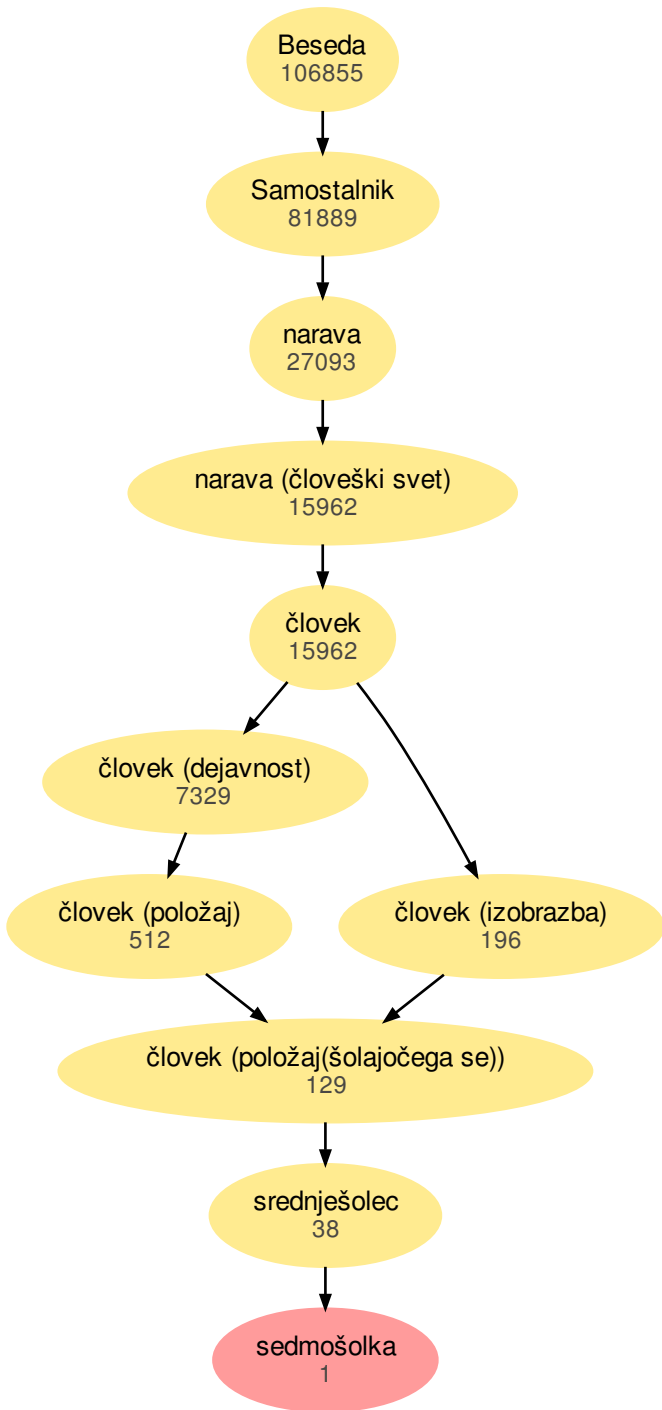 Beseda
106855
Samostalnik
81889
narava
27093
narava (človeški svet)
15962
človek
15962
človek (dejavnost)
7329
človek (položaj)
512
človek (izobrazba)
196
človek (položaj(šolajočega se))
129
srednješolec
38
sedmošolka
1